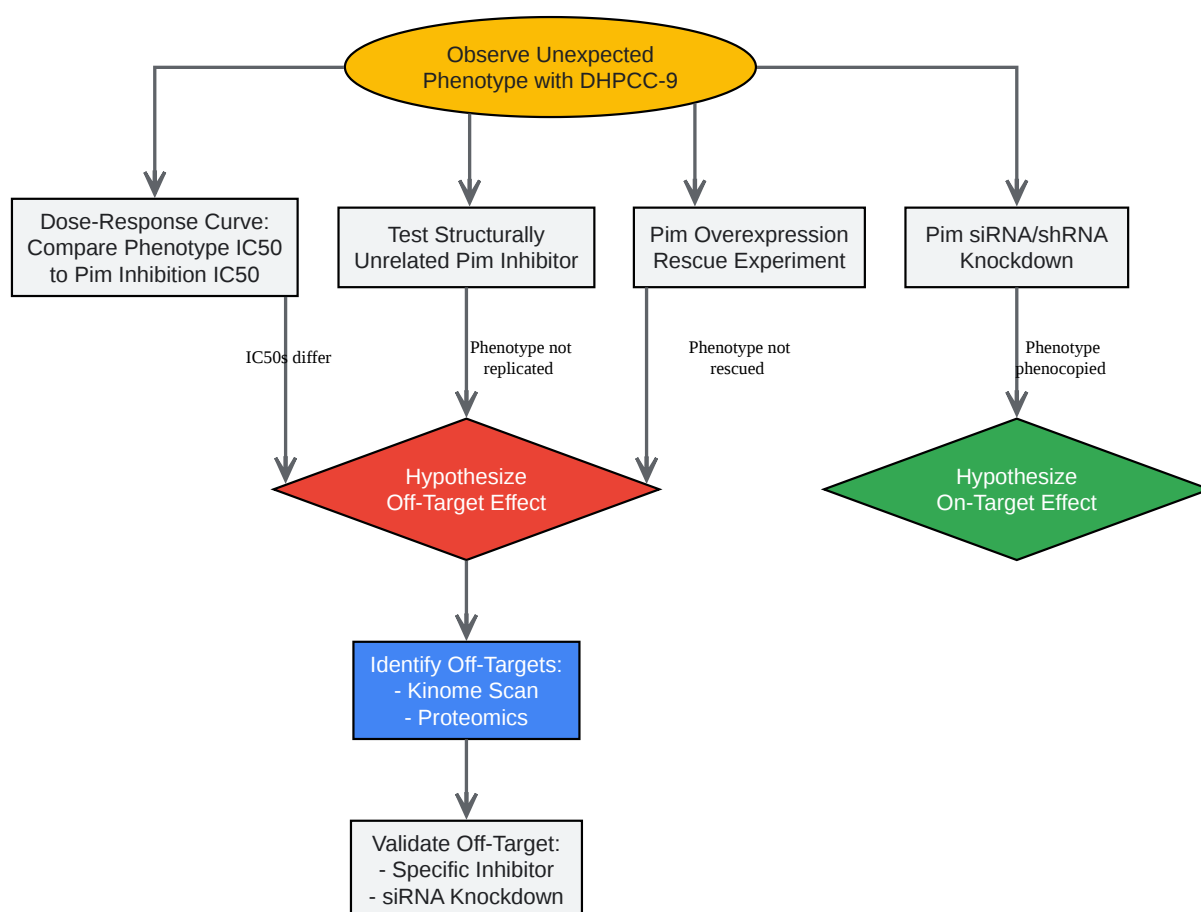 Observe Unexpected
Phenotype with DHPCC-9
Dose-Response Curve:
Compare Phenotype IC50
to Pim Inhibition IC50
Test Structurally
Unrelated Pim Inhibitor
Pim Overexpression
Rescue Experiment
Pim siRNA/shRNA
Knockdown
IC50s differ
Phenotype not
replicated
Phenotype not
rescued
Phenotype
phenocopied
Hypothesize
Off-Target Effect
Hypothesize
On-Target Effect
Identify Off-Targets:
- Kinome Scan
- Proteomics
Validate Off-Target:
- Specific Inhibitor
- siRNA Knockdown